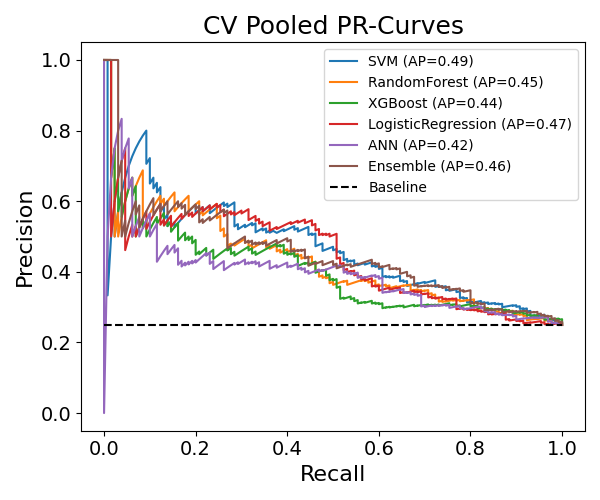 CV Pooled PR-Curves
Precision
1.0
0.8
0.6
0.4
0.2
0.0
SVM (AP=0.49)
RandomForest (AP=0.45)
XGBoost (AP=0.44)
LogisticRegression (AP=0.47)
ANN (AP=0.42)
Ensemble (AP=0.46)
Baseline
0.0 0.2 0.4 0.6 0.8 1.0
Recall